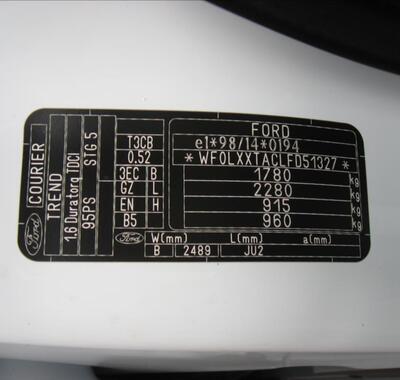 FORD
e1*98/14*0194
*WF0LXXTACLFD51327*
1780 kg
2280 kg
915 kg
960 kg
T3CB
0.52
3EC B
GZ L
EN H
B5
Ford W(mm) L(mm) a(mm)
B 2489 JU2
Ford COURIER
TREND
1.6 Duratorq TDCI
95PS STG 5